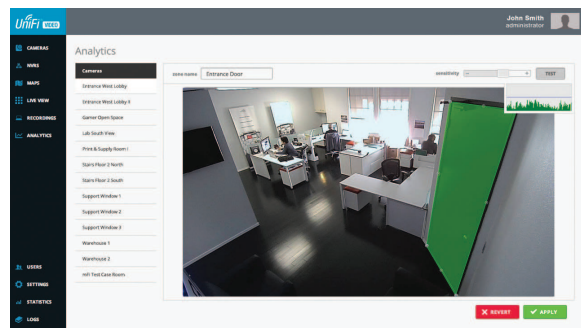 UniFi VIDEO
John Smith
administrator
CAMERAS
NVRS
MAPS
LIVE VIEW
RECORDINGS
ANALYTICS
USERS
SETTINGS
STATISTICS
LOGS
Analytics
Cameras
Entrance West Lobby
Entrance West Lobby II
Gamer Open Space
Lab South View
Print & Supply Room I
Stairs Floor 2 North
Stairs Floor 2 South
Support Window 1
Support Window 2
Support Window 3
Warehouse 1
Warehouse 2
mFi Test Case Room
zone name
Entrance Door
sensitivity
-
+
TEST
REVERT
APPLY